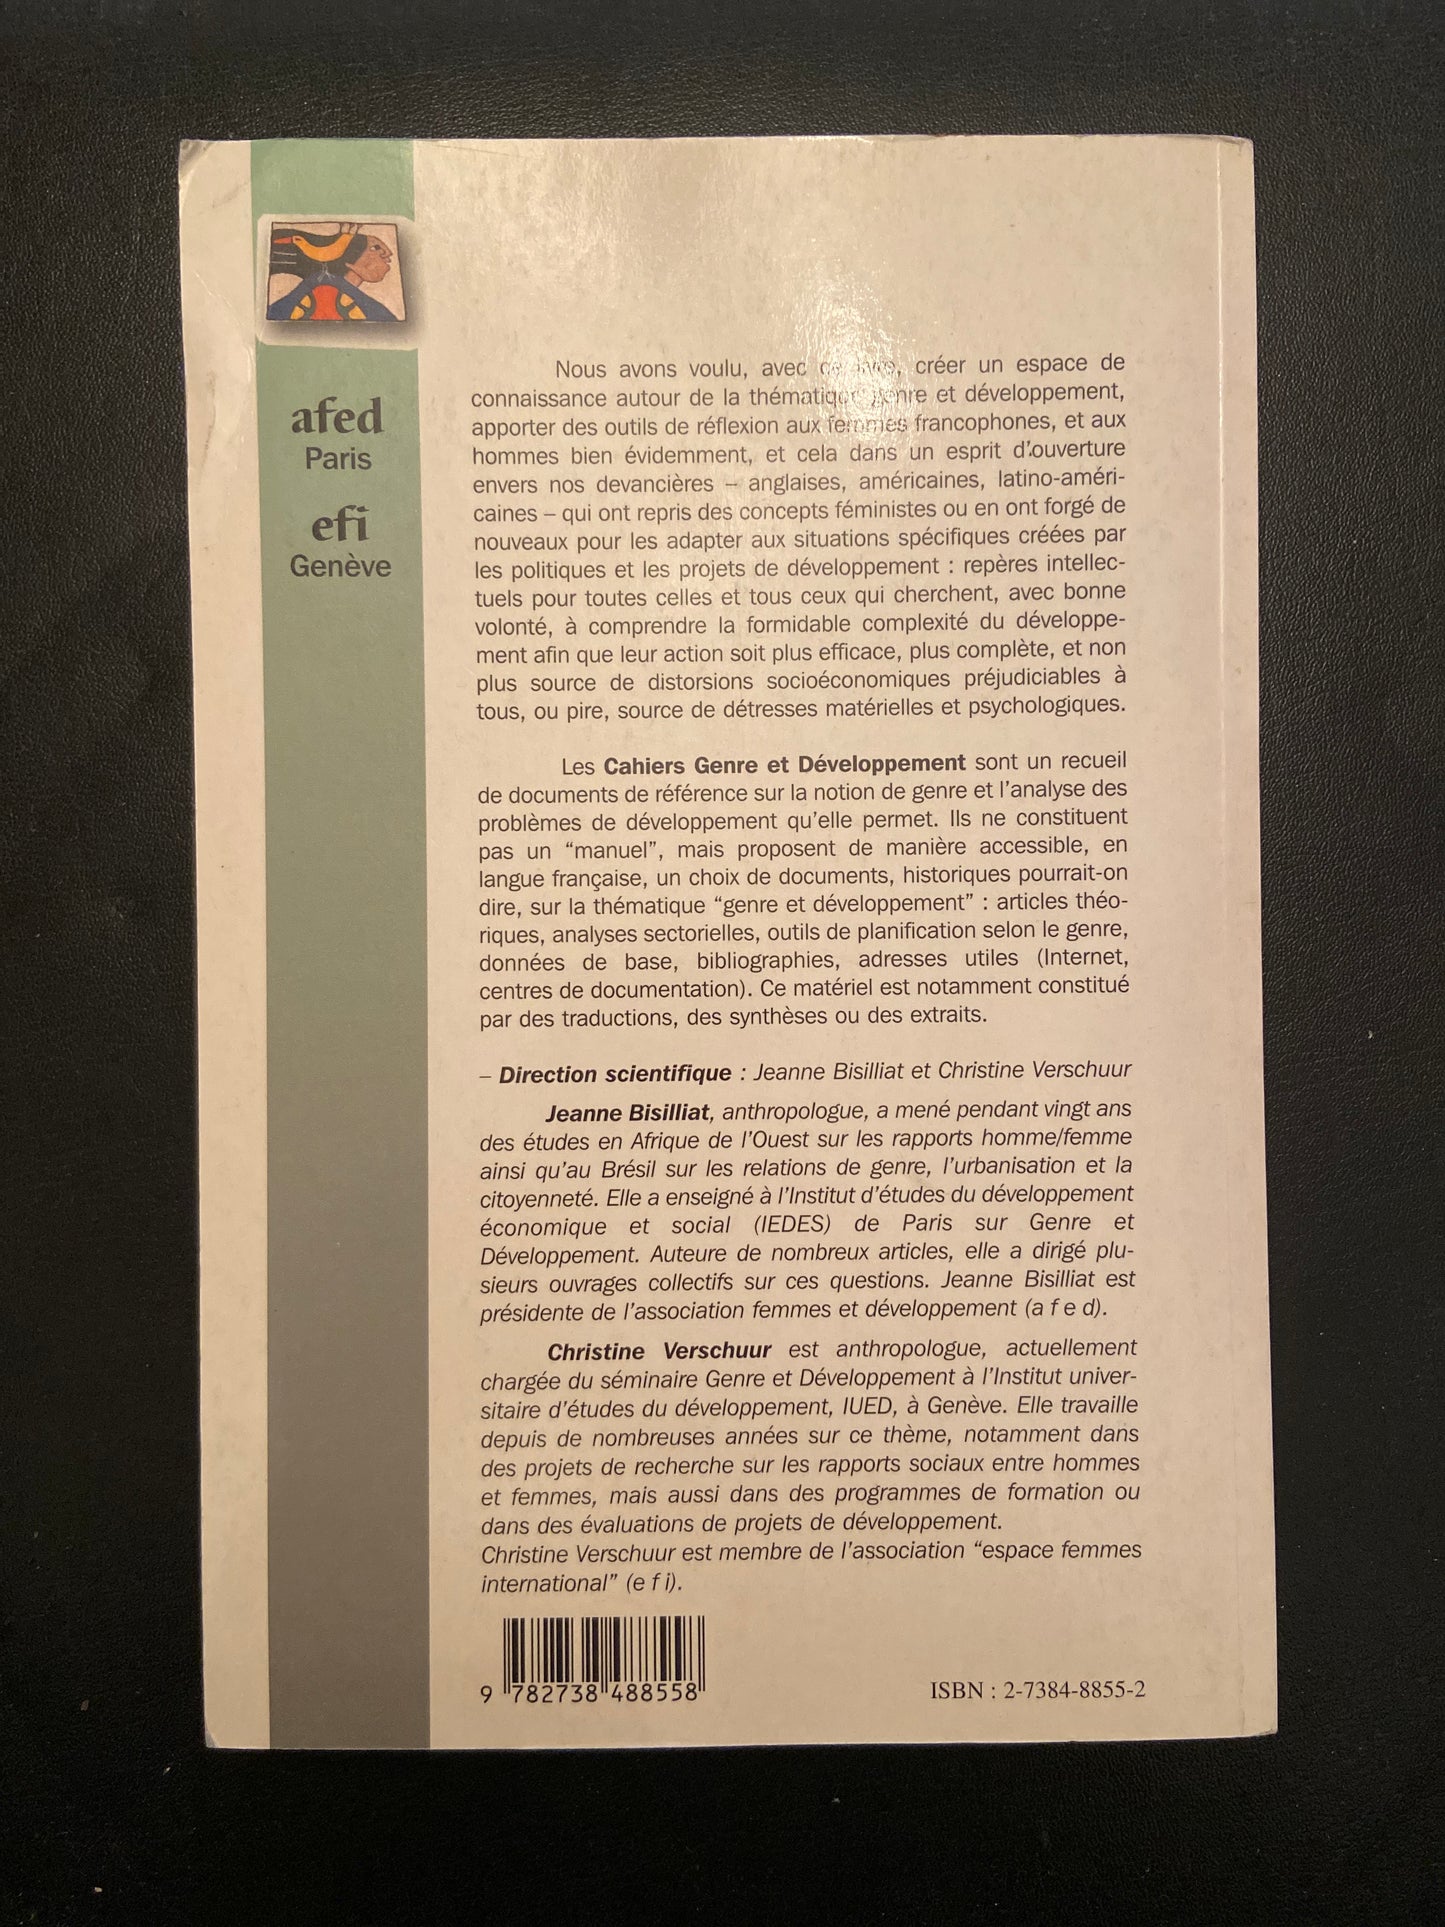 afed
Paris
efi
Genève
Nous avons voulu, avec ce livre, créer un espace de
connaissance autour de la thématique genre et développement,
apporter des outils de réflexion aux femmes francophones, et aux
hommes bien évidemment, et cela dans un esprit d’ouverture
envers nos devancières – anglaises, américaines, latino-améri-
caines – qui ont repris des concepts féministes ou en ont forgé de
nouveaux pour les adapter aux situations spécifiques créées par
les politiques et les projets de développement : repères intellec-
tuels pour toutes celles et tous ceux qui cherchent, avec bonne
volonté, à comprendre la formidable complexité du développe-
ment afin que leur action soit plus efficace, plus complète, et non
plus source de distorsions socioéconomiques préjudiciables à
tous, ou pire, source de détresses matérielles et psychologiques.
Les Cahiers Genre et Développement sont un recueil
de documents de référence sur la notion de genre et l’analyse des
problèmes de développement qu’elle permet. Ils ne constituent
pas un “manuel”, mais proposent de manière accessible, en
langue française, un choix de documents, historiques pourrait-on
dire, sur la thématique “genre et développement” : articles théo-
riques, analyses sectorielles, outils de planification selon le genre,
données de base, bibliographies, adresses utiles (Internet,
centres de documentation). Ce matériel est notamment constitué
par des traductions, des synthèses ou des extraits.
– Direction scientifique : Jeanne Bisilliat et Christine Verschuur
Jeanne Bisilliat, anthropologue, a mené pendant vingt ans
des études en Afrique de l’Ouest sur les rapports homme/femme
ainsi qu’au Brésil sur les relations de genre, l’urbanisation et la
citoyenneté. Elle a enseigné à l’Institut d’études du développement
économique et social (IEDES) de Paris sur Genre et
Développement. Auteure de nombreux articles, elle a dirigé plu-
sieurs ouvrages collectifs sur ces questions. Jeanne Bisilliat est
présidente de l’association femmes et développement (a f e d).
Christine Verschuur est anthropologue, actuellement
chargée du séminaire Genre et Développement à l’Institut univer-
sitaire d’études du développement, IUED, à Genève. Elle travaille
depuis de nombreuses années sur ce thème, notamment dans
des projets de recherche sur les rapports sociaux entre hommes
et femmes, mais aussi dans des programmes de formation ou
dans des évaluations de projets de développement.
Christine Verschuur est membre de l’association “espace femmes
international” (e f i).
9 782738 488558
ISBN : 2-7384-8855-2